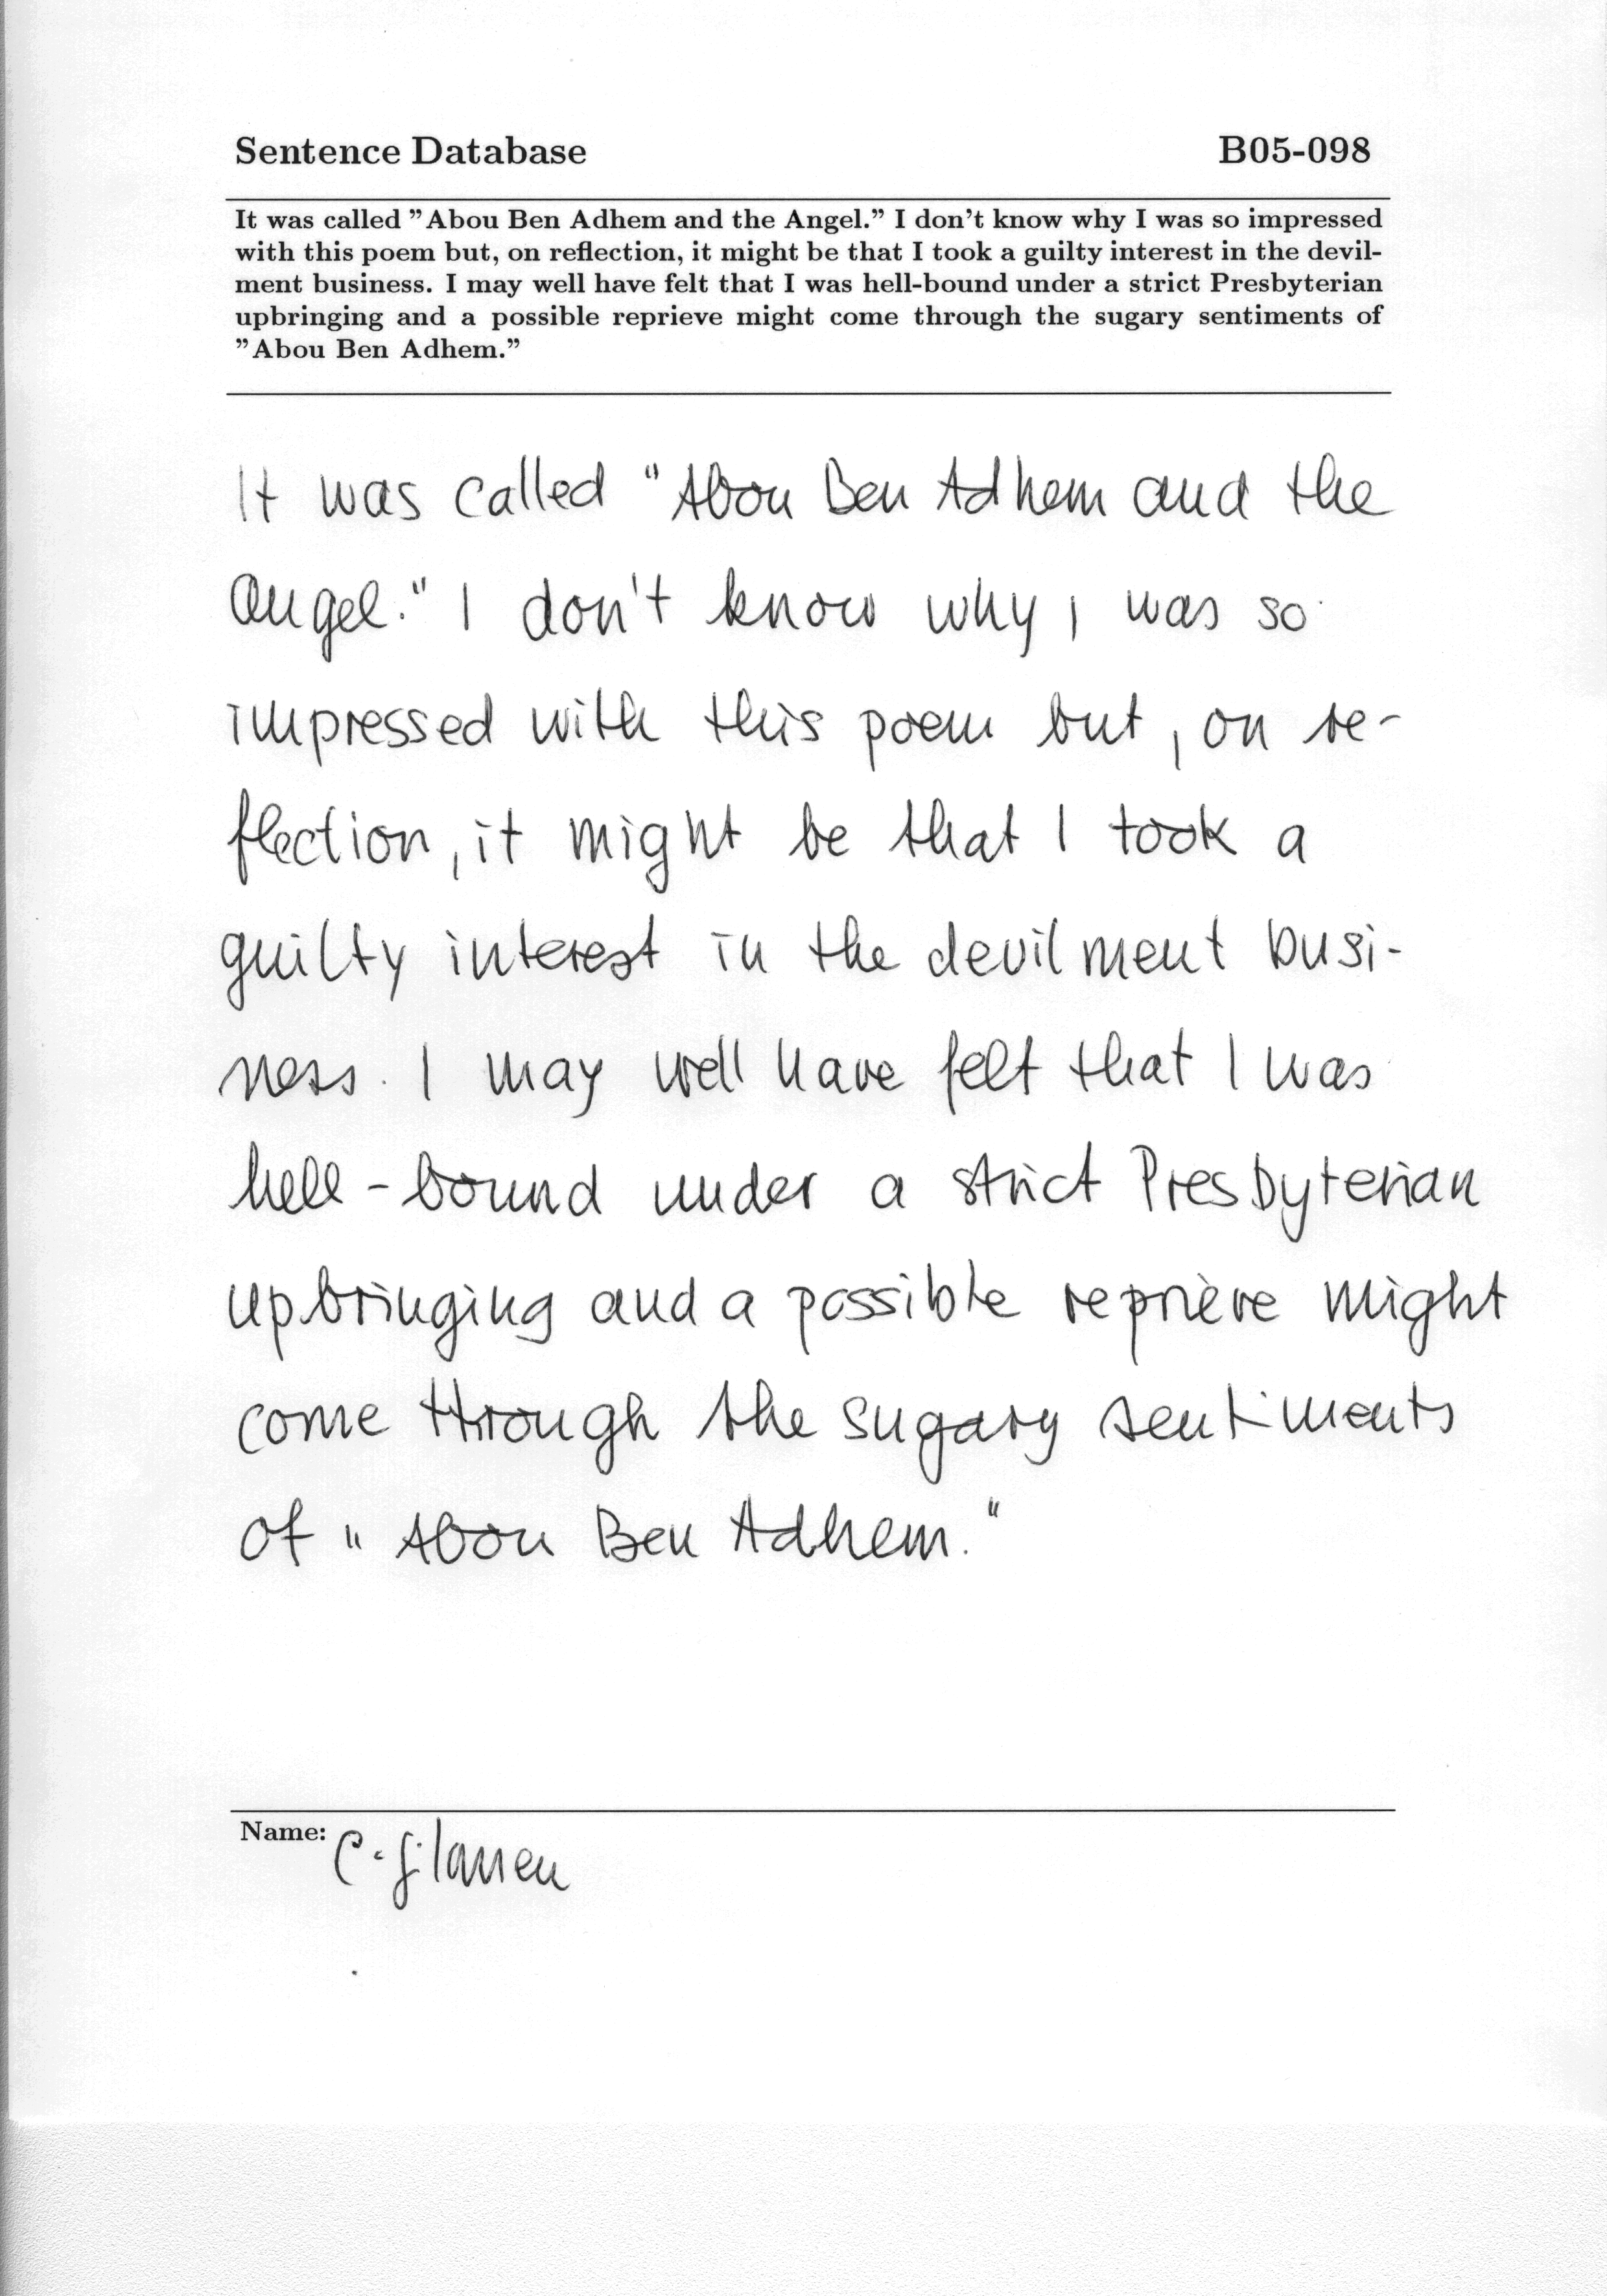 Sentence Database B05-098
It was called "Abou Ben Adhem and the Angel." I don't know why I was so impressed
with this poem but, on reflection, it might be that I took a guilty interest in the devil-
ment business. I may well have felt that I was hell-bound under a strict Presbyterian
upbringing and a possible reprieve might come through the sugary sentiments of
"Abou Ben Adhem."
It was called "Abou Ben Adhem and the
Angel." I don't know why I was so
impressed with this poem but, on re-
flection, it might be that I took a
guilty interest in the devilment busi-
ness. I may well have felt that I was
hell-bound under a strict Presbyterian
upbringing and a possible reprieve might
come through the sugary sentiments
of "Abou Ben Adhem."
Name: C.